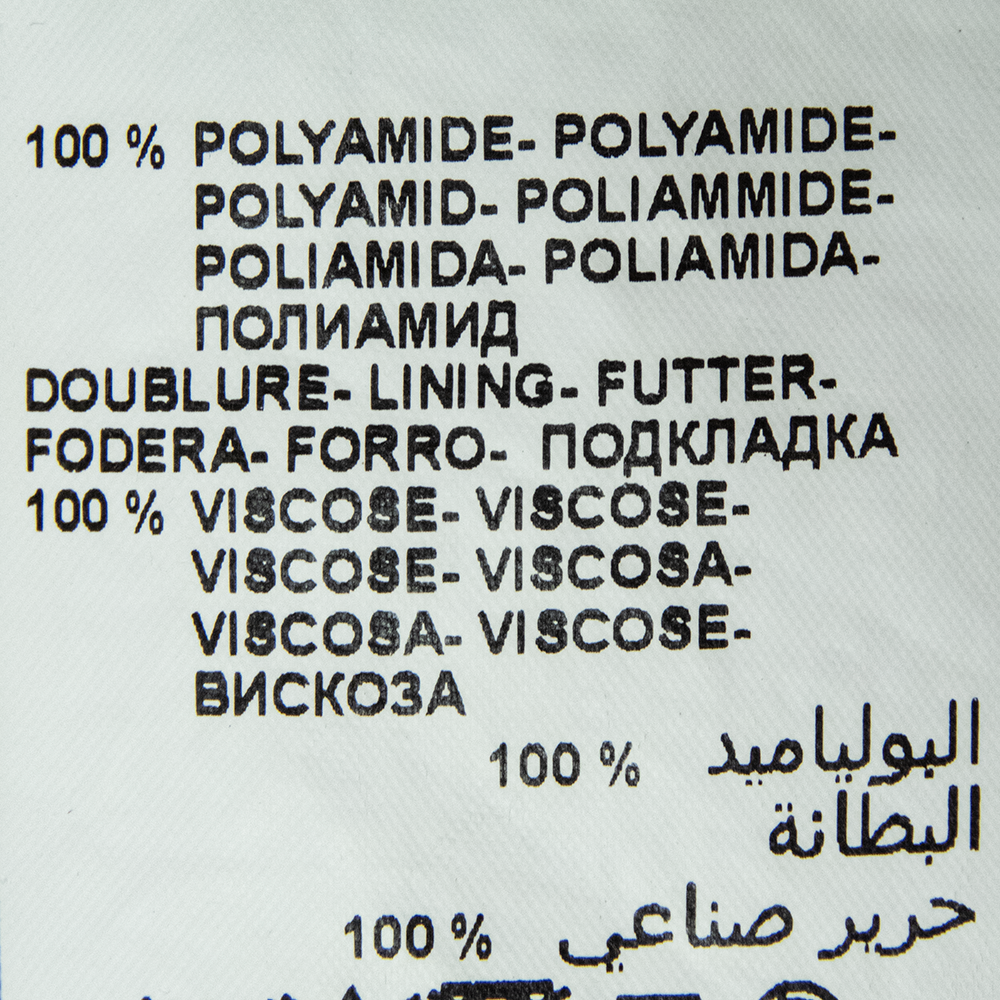 100 % POLYAMIDE- POLYAMIDE-
POLYAMID- POLIAMMIDE-
POLIAMIDA- POLIAMIDA-
ПОЛИАМИД
DOUBLURE- LINING- FUTTER-
FODERA- FORRO- ПОДКЛАДКА
100 % VISCOSE- VISCOSE-
VISCOSE- VISCOSA-
VISCOSA- VISCOSE-
ВИСКОЗА
البولياميد 100 %
البطانة
حرير صناعي 100 %